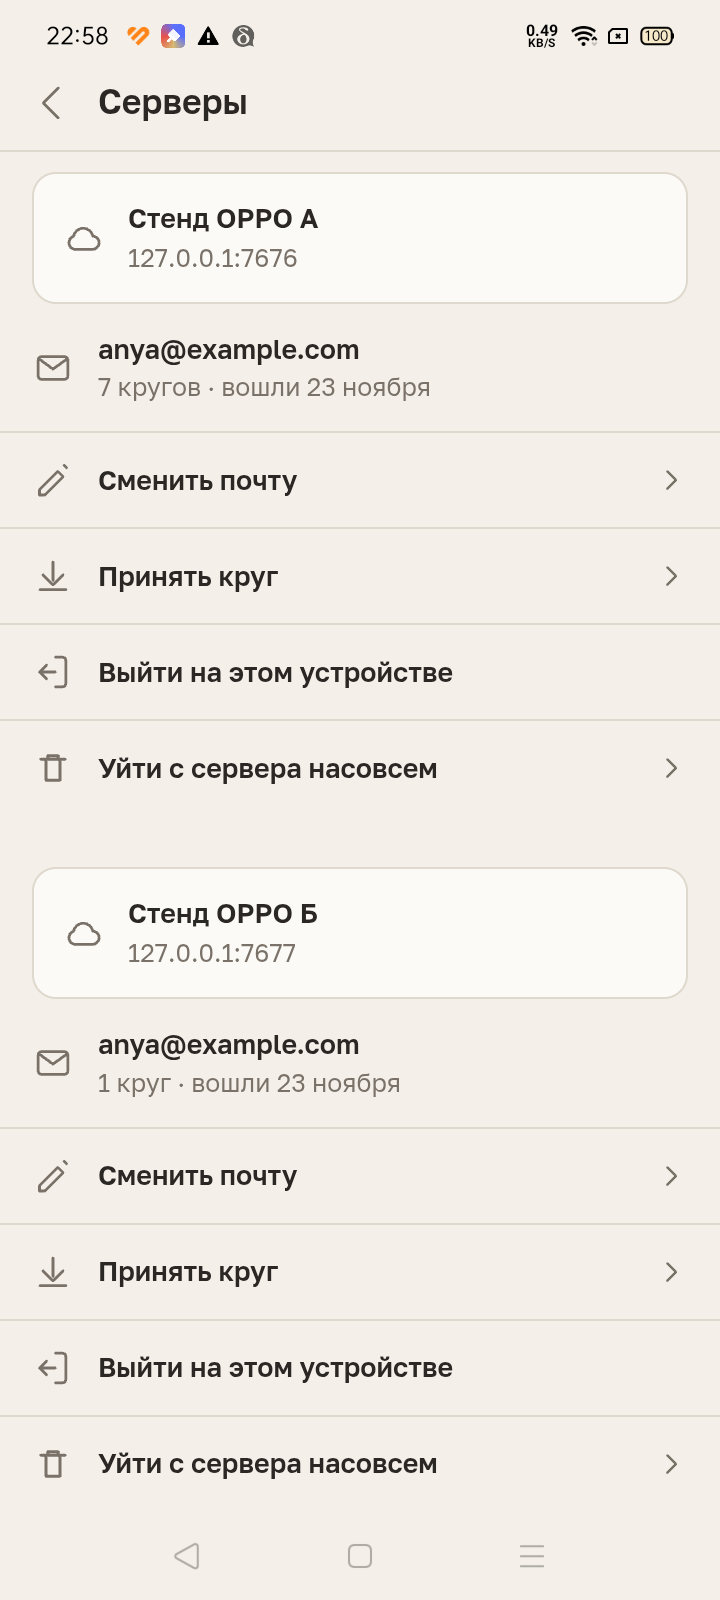 22:58
0.49
KB/S
100
Серверы
Стенд OPPO А
127.0.0.1:7676
anya@example.com
7 кругов · вошли 23 ноября
Сменить почту
Принять круг
Выйти на этом устройстве
Уйти с сервера насовсем
Стенд OPPO Б
127.0.0.1:7677
anya@example.com
1 круг · вошли 23 ноября
Сменить почту
Принять круг
Выйти на этом устройстве
Уйти с сервера насовсем